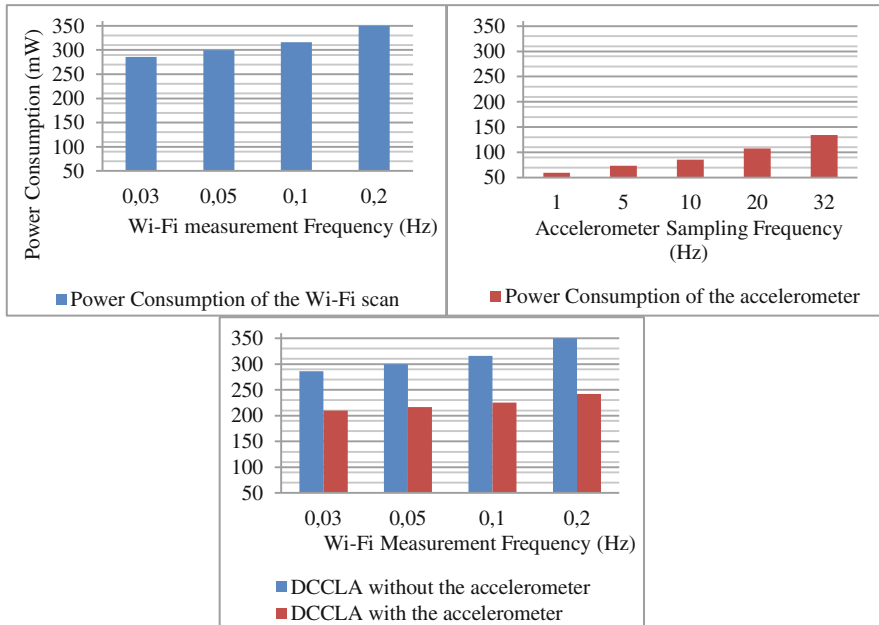 Power Consumption (mW)
350
300
250
200
150
100
50
0,03 0,05 0,1 0,2
Wi-Fi measurement Frequency (Hz)
Power Consumption of the Wi-Fi scan
350
300
250
200
150
100
50
1 5 10 20 32
Accelerometer Sampling Frequency
(Hz)
Power Consumption of the accelerometer
350
300
250
200
150
100
50
0,03 0,05 0,1 0,2
Wi-Fi Measurement Frequency (Hz)
DCCLA without the accelerometer
DCCLA with the accelerometer